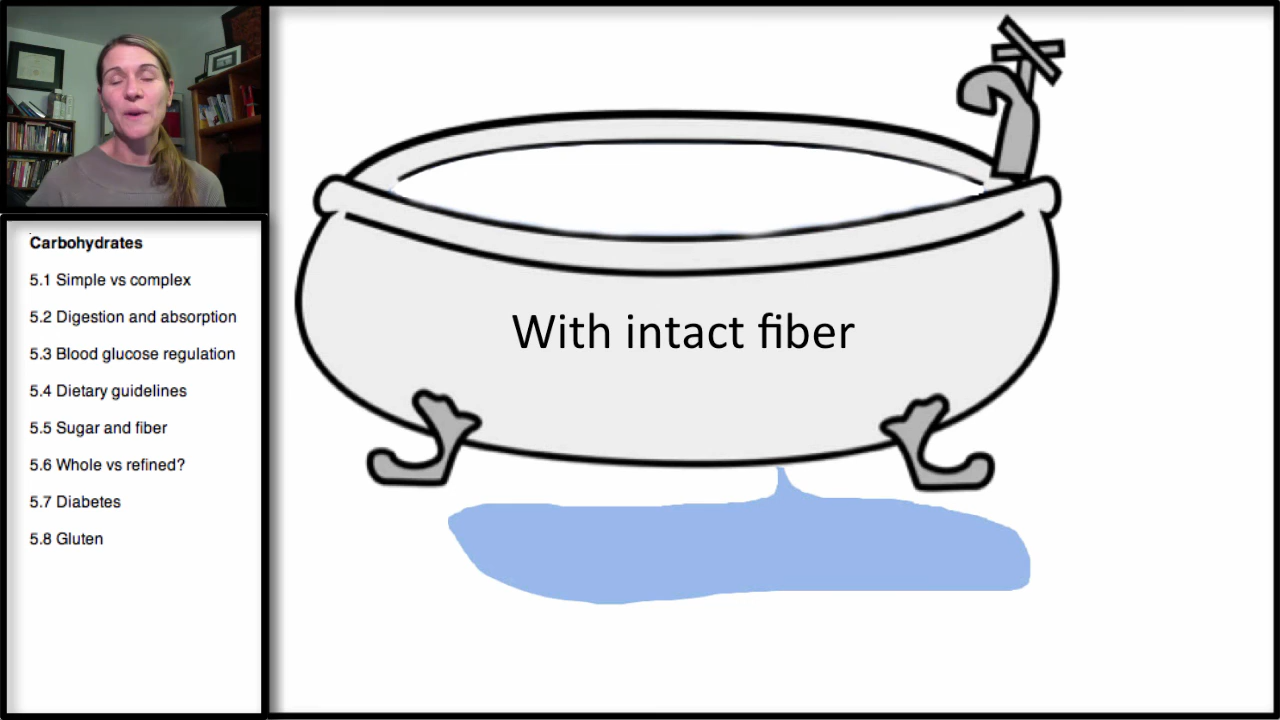 Carbohydrates
5.1 Simple vs complex
5.2 Digestion and absorption
5.3 Blood glucose regulation
5.4 Dietary guidelines
5.5 Sugar and fiber
5.6 Whole vs refined?
5.7 Diabetes
5.8 Gluten
With intact fiber